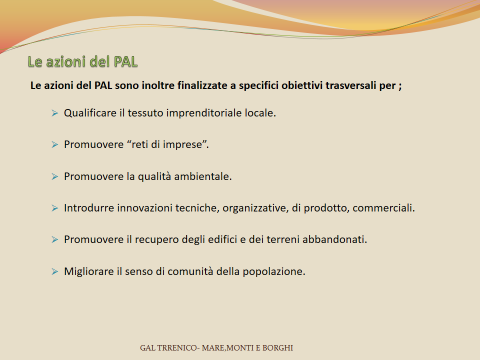 Le azioni del PAL
Le azioni del PAL sono inoltre finalizzate a specifici obiettivi trasversali per ;
Qualificare il tessuto imprenditoriale locale.
Promuovere “reti di imprese”.
Promuovere la qualità ambientale.
Introdurre innovazioni tecniche, organizzative, di prodotto, commerciali.
Promuovere il recupero degli edifici e dei terreni abbandonati.
Migliorare il senso di comunità della popolazione.
GAL TRRENICO- MARE,MONTI E BORGHI